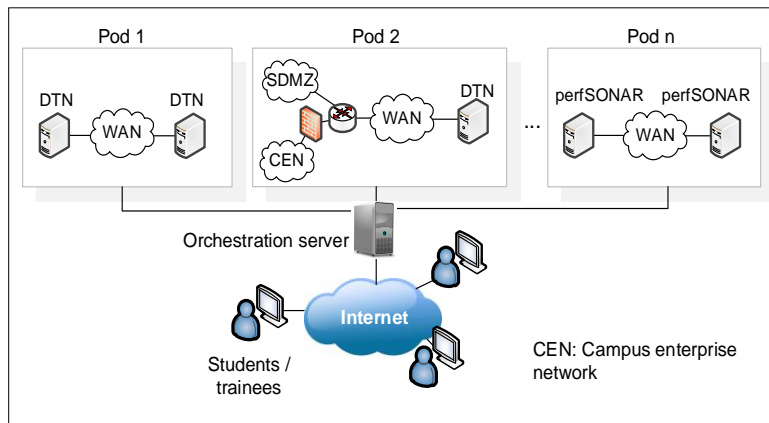 Pod 1
Pod 2
Pod n
DTN
DTN
WAN
SDMZ
CEN
WAN
DTN
...
perfSONAR
perfSONAR
WAN
Orchestration server
Internet
Students /
trainees
CEN: Campus enterprise
network